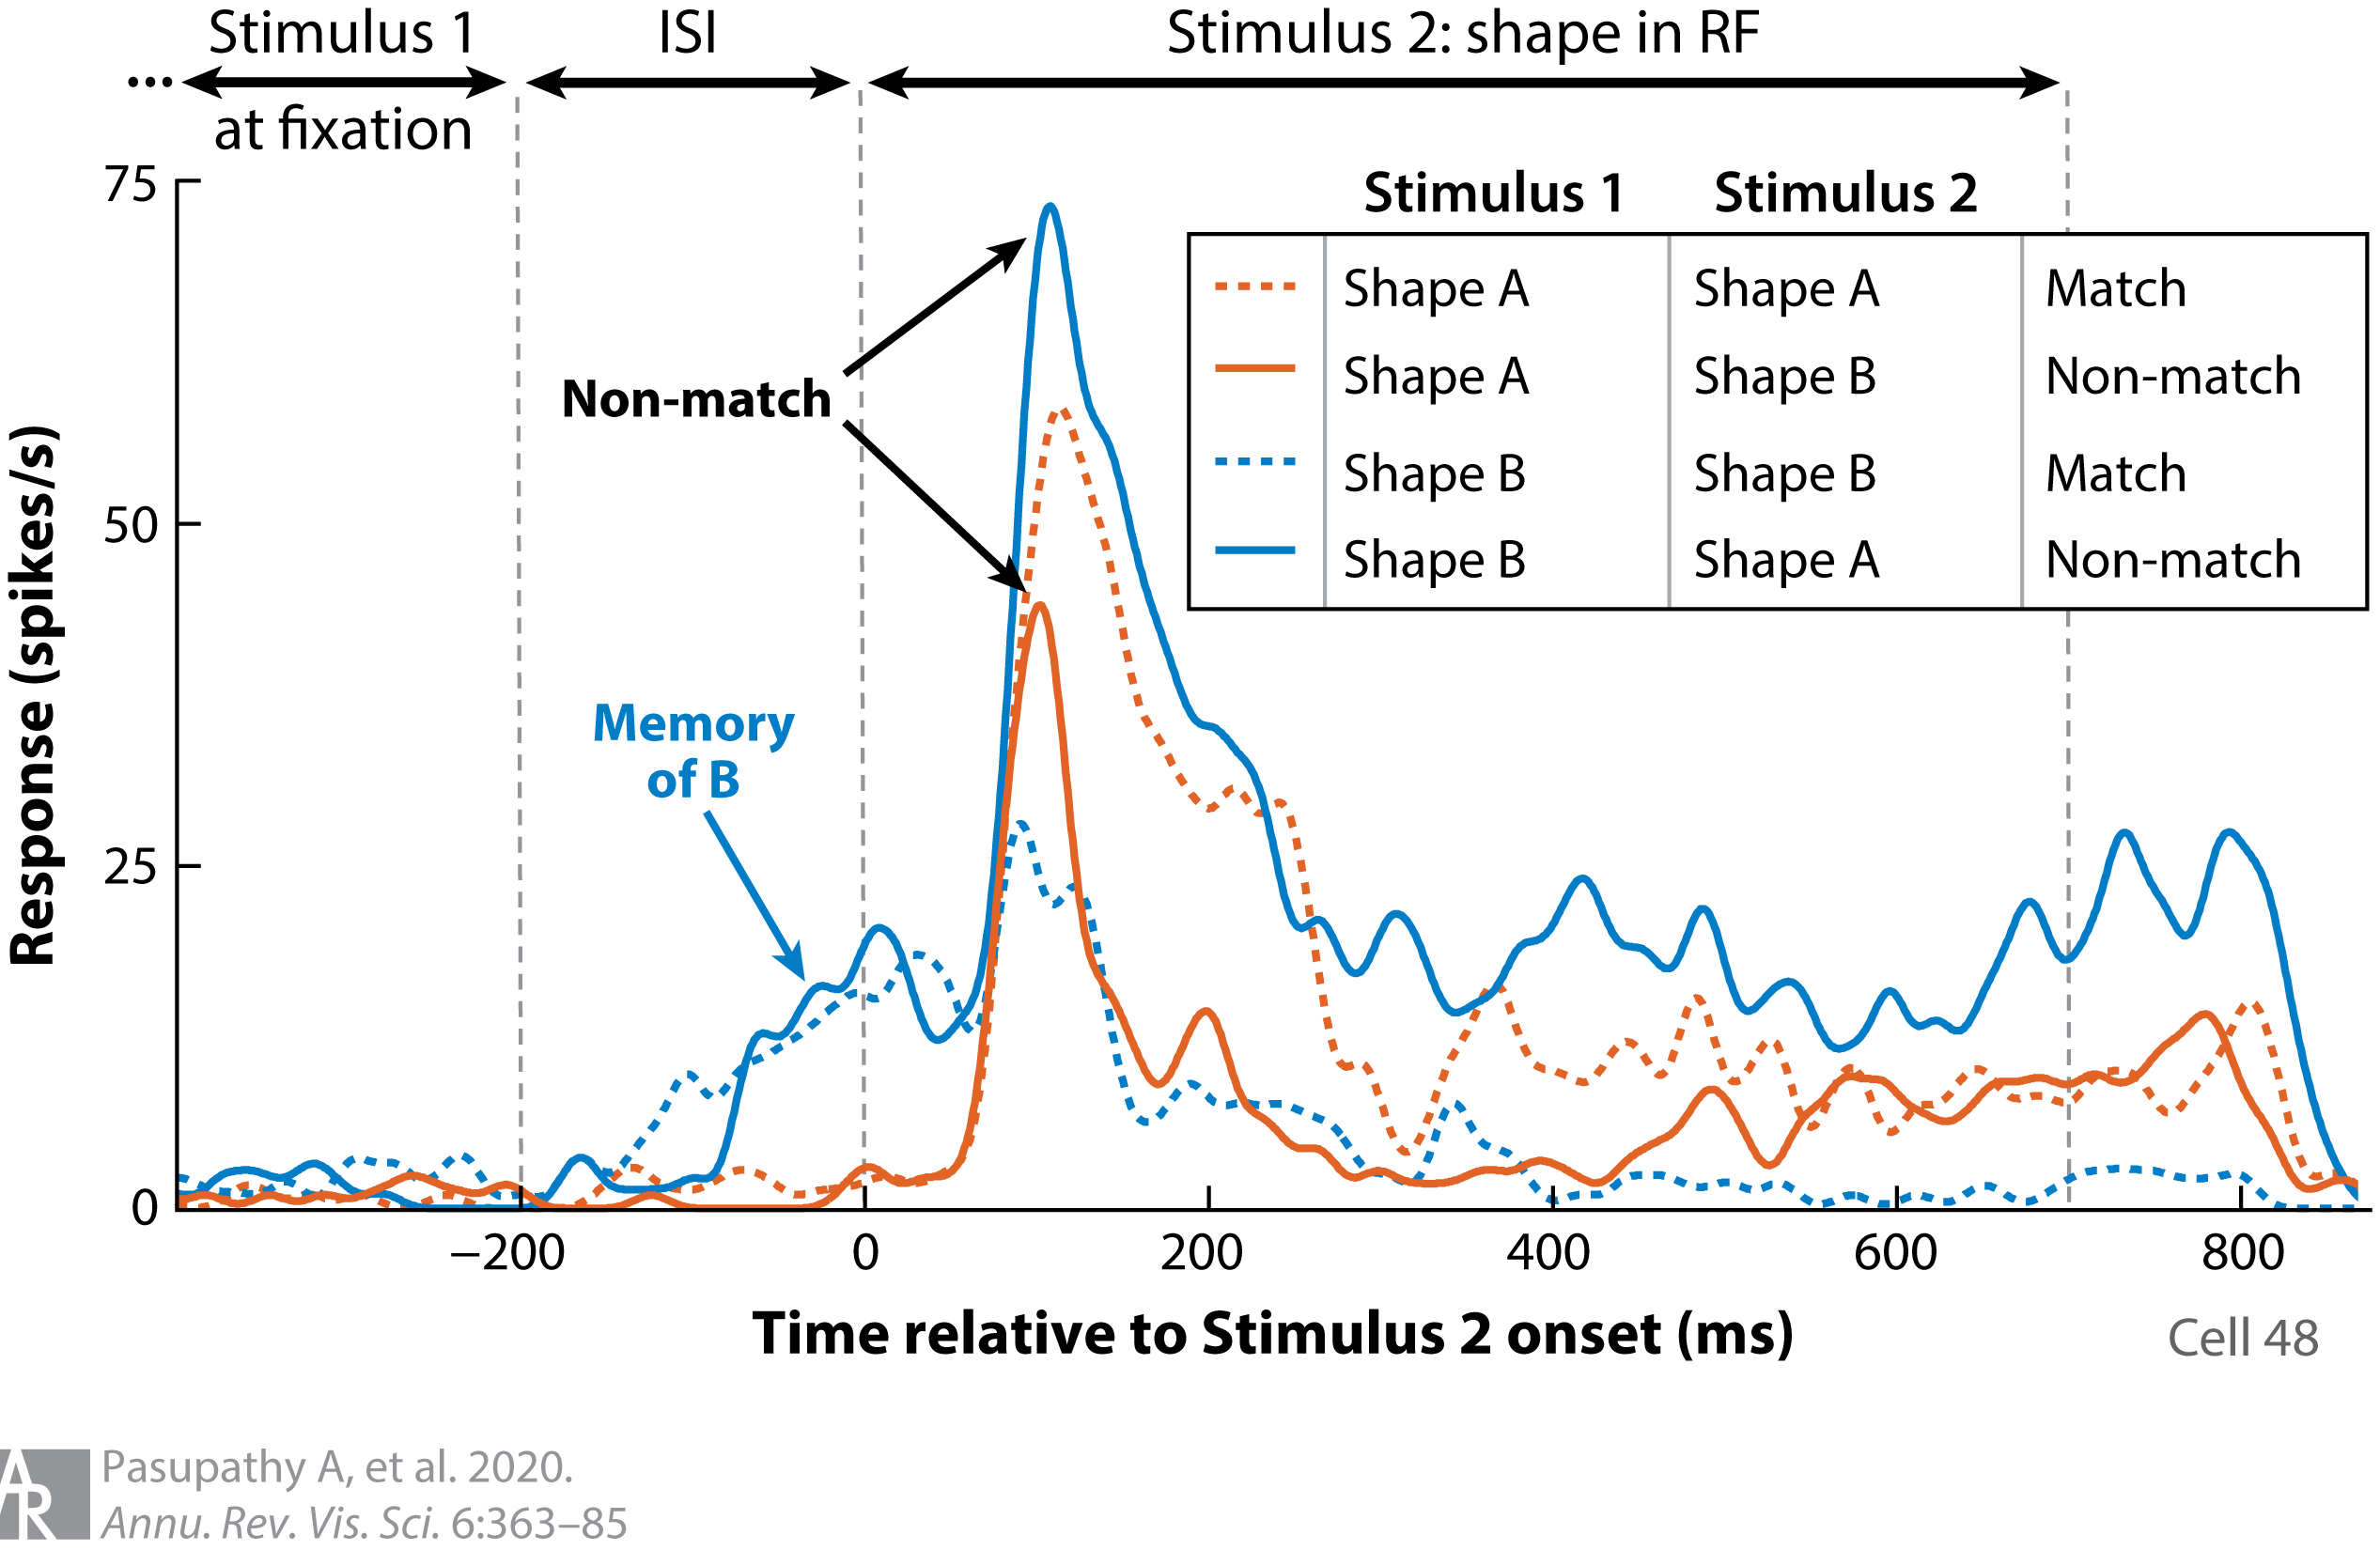 Stimulus 1
at fixation
ISI
Stimulus 2: shape in RF
Stimulus 1 Stimulus 2
Shape A Shape A Match
Shape A Shape B Non-match
Shape B Shape B Match
Shape B Shape A Non-match
Non-match
Memory
of B
Response (spikes/s)
75
50
25
0
−200 0 200 400 600 800
Time relative to Stimulus 2 onset (ms)
Cell 48
AR
Pasupathy A, et al. 2020.
Annu. Rev. Vis. Sci. 6:363–85